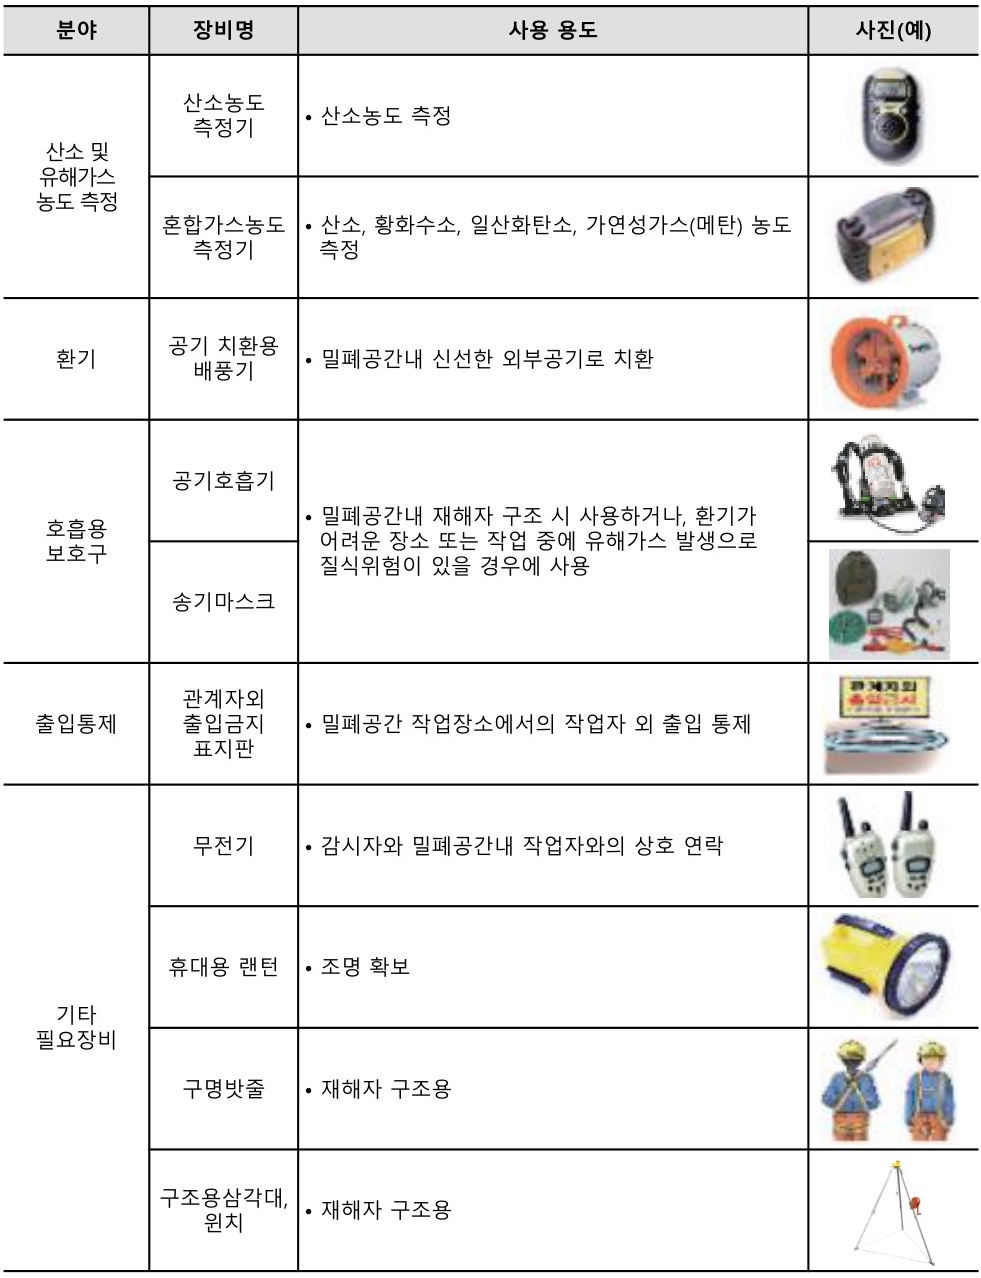 분야 장비명 사용 용도 사진(예)
산소 및
유해가스
농도 측정
산소농도
측정기
• 산소농도 측정
혼합가스농도
측정기
• 산소, 황화수소, 일산화탄소, 가연성가스(메탄) 농도
측정
환기
공기 치환용
배풍기
• 밀폐공간내 신선한 외부공기로 치환
호흡용
보호구
공기호흡기
• 밀폐공간내 재해자 구조 시 사용하거나, 환기가
어려운 장소 또는 작업 중에 유해가스 발생으로
질식위험이 있을 경우에 사용
송기마스크
출입통제
관계자외
출입금지
표지판
• 밀폐공간 작업장소에서의 작업자 외 출입 통제
관계자외
출입금지
기타
필요장비
무전기
• 감시자와 밀폐공간내 작업자와의 상호 연락
휴대용 랜턴
• 조명 확보
구명밧줄
• 재해자 구조용
구조용삼각대,
윈치
• 재해자 구조용